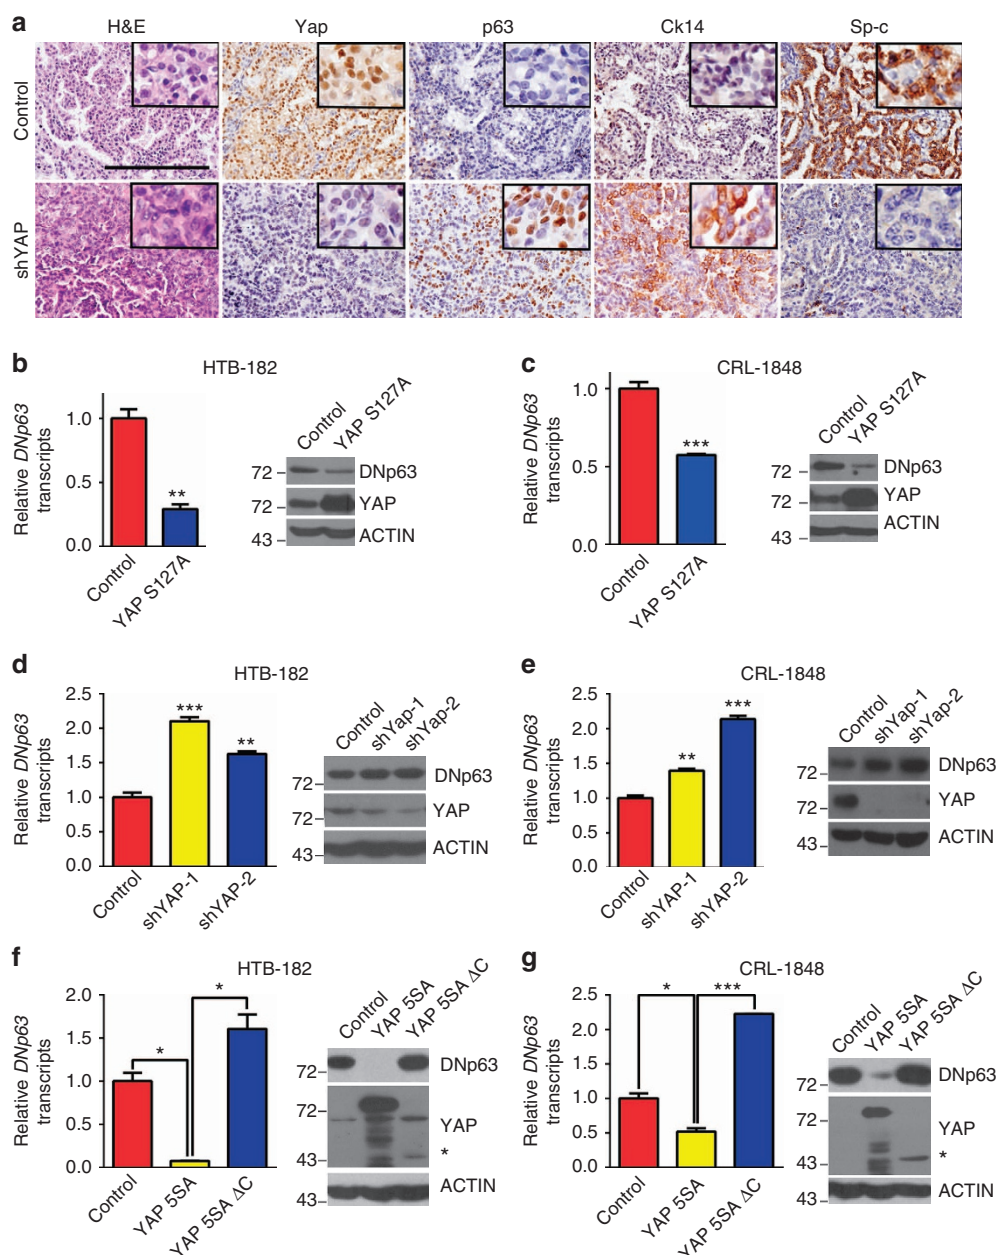 a
H&E Yap p63 Ck14 Sp-c
Control
shYAP
b
HTB-182
Relative DNp63 transcripts
1.0
0.5
0.0
**
Control
YAP S127A
Control
YAP S127A
72
DNp63
72
YAP
43
ACTIN
c
CRL-1848
Relative DNp63 transcripts
1.0
0.5
0.0
***
Control
YAP S127A
Control
YAP S127A
72
DNp63
72
YAP
43
ACTIN
d
HTB-182
Relative DNp63 transcripts
2.5
2.0
1.5
1.0
0.5
0.0
***
**
Control
shYAP-1
shYAP-2
Control
shYap-1
shYap-2
72
DNp63
72
YAP
43
ACTIN
e
CRL-1848
Relative DNp63 transcripts
2.5
2.0
1.5
1.0
0.5
0.0
**
***
Control
shYAP-1
shYAP-2
Control
shYap-1
shYap-2
72
DNp63
72
YAP
43
ACTIN
f
HTB-182
Relative DNp63 transcripts
2.0
1.5
1.0
0.5
0.0
*
*
Control
YAP 5SA
YAP 5SA ΔC
Control
YAP 5SA
YAP 5SA ΔC
72
DNp63
72
YAP
*
43
43
ACTIN
g
CRL-1848
Relative DNp63 transcripts
2.5
2.0
1.5
1.0
0.5
0.0
*
***
Control
YAP 5SA
YAP 5SA ΔC
Control
YAP 5SA
YAP 5SA ΔC
72
DNp63
72
YAP
*
43
43
ACTIN